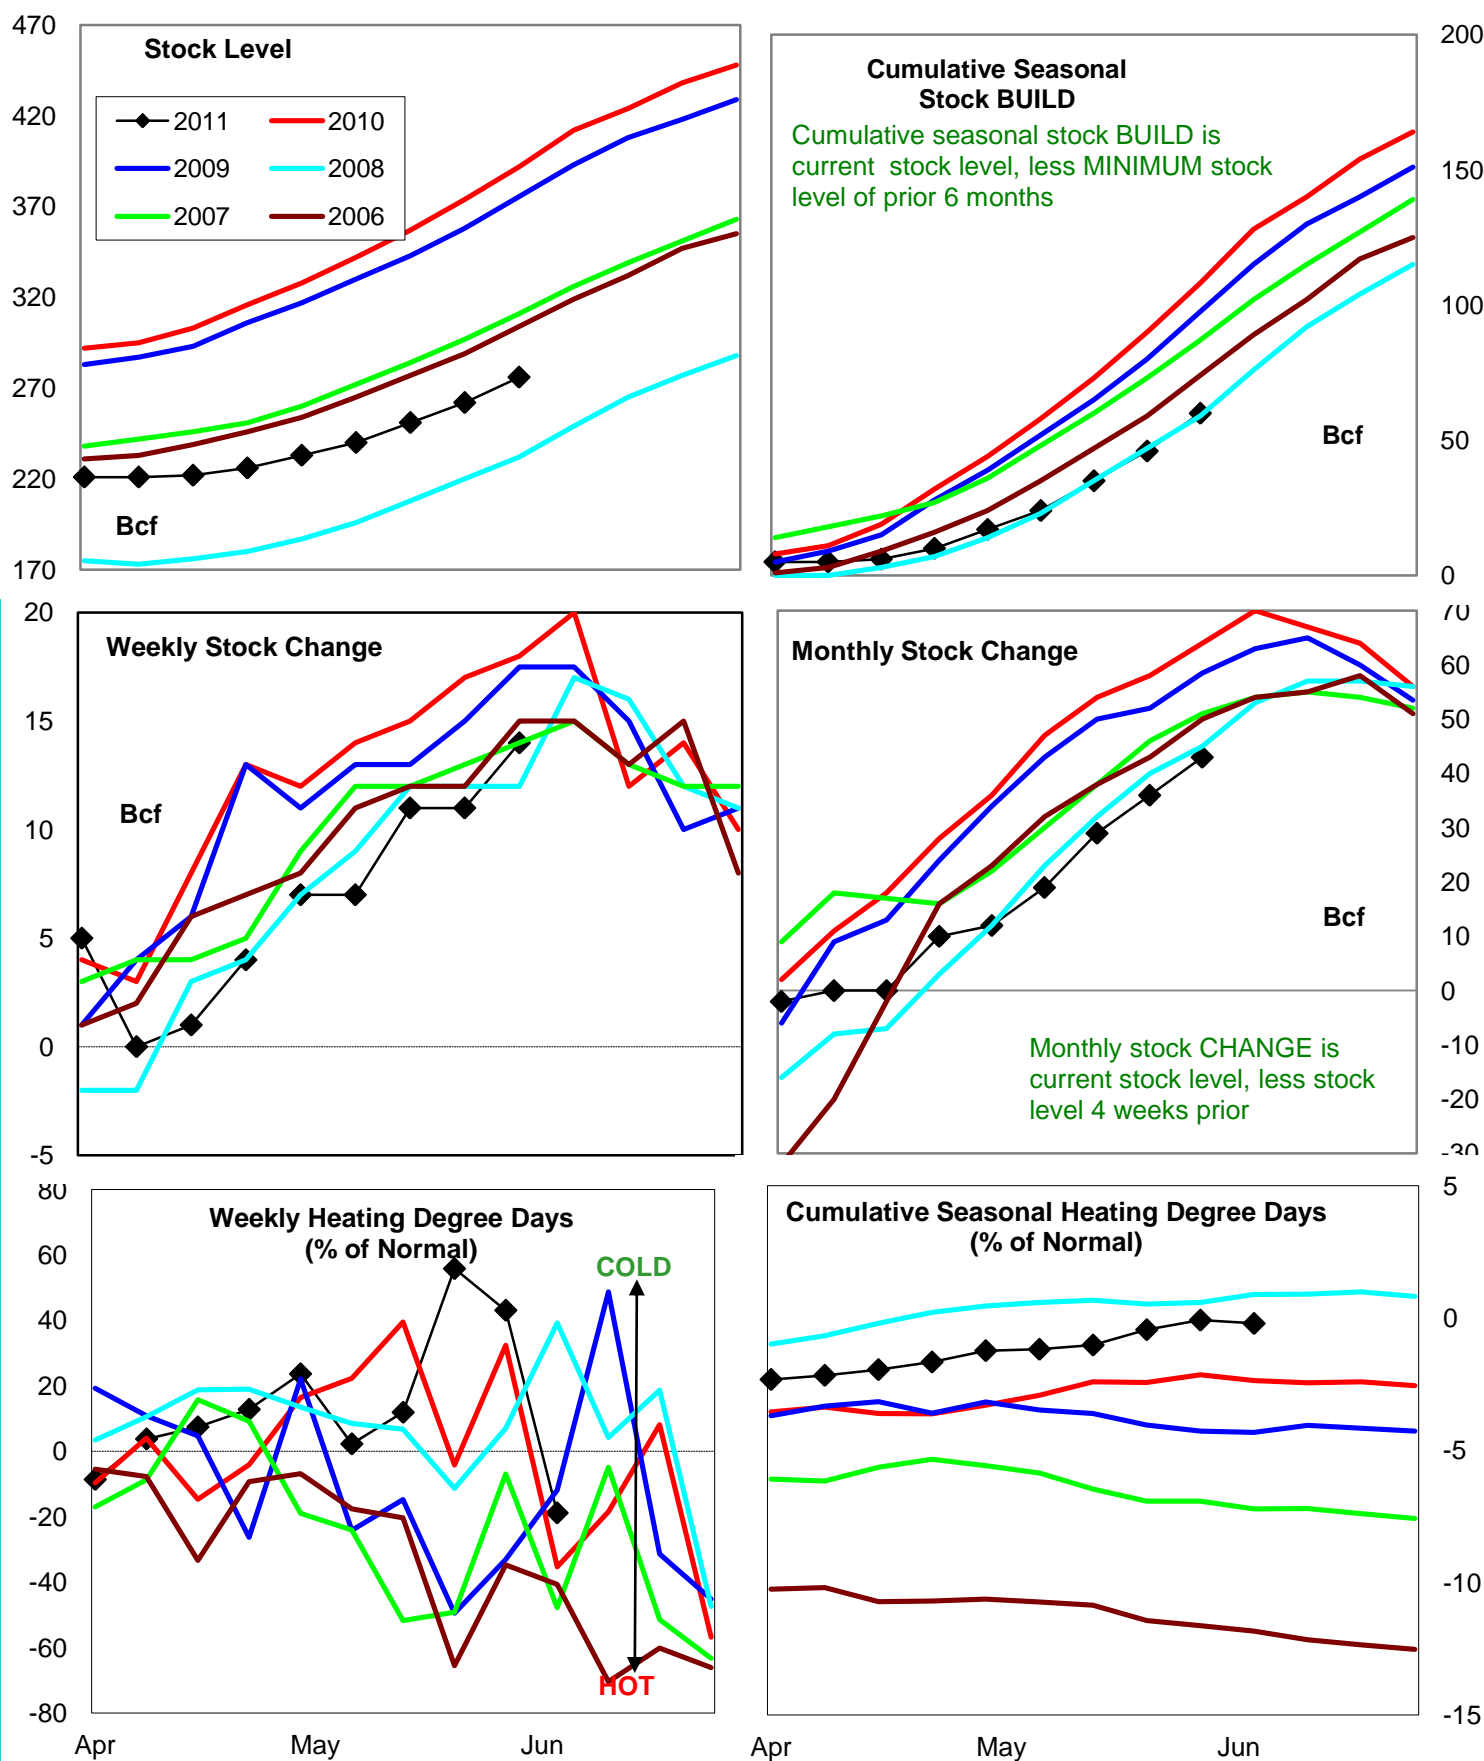 Stock Level
470
420
370
320
270
220
170
2011
2010
2009
2008
2007
2006
Bcf
Cumulative Seasonal
Stock BUILD
Cumulative seasonal stock BUILD is
current stock level, less MINIMUM stock
level of prior 6 months
Bcf
200
150
100
50
0
Weekly Stock Change
20
15
10
5
0
-5
Bcf
Monthly Stock Change
70
60
50
40
30
20
10
0
-10
-20
-30
Bcf
Monthly stock CHANGE is
current stock level, less stock
level 4 weeks prior
Weekly Heating Degree Days
(% of Normal)
80
60
40
20
0
-20
-40
-60
-80
COLD
HOT
Apr
May
Jun
Cumulative Seasonal Heating Degree Days
(% of Normal)
5
0
-5
-10
-15
Apr
May
Jun